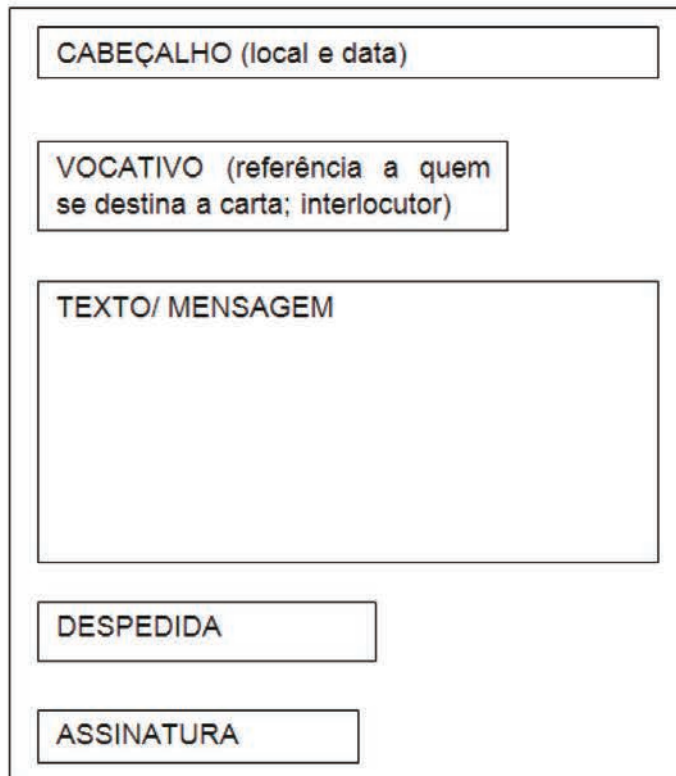 CABEÇALHO (local e data)
VOCATIVO (referência a quem
se destina a carta; interlocutor)
TEXTO/ MENSAGEM
DESPEDIDA
ASSINATURA